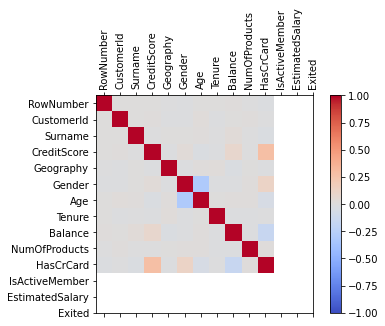 RowNumber
CustomerId
Surname
CreditScore
Geography
Gender
Age
Tenure
Balance
NumOfProducts
HasCrCard
IsActiveMember
EstimatedSalary
Exited
RowNumber
CustomerId
Surname
CreditScore
Geography
Gender
Age
Tenure
Balance
NumOfProducts
HasCrCard
IsActiveMember
EstimatedSalary
Exited
1.00
0.75
0.50
0.25
0.00
−0.25
−0.50
−0.75
−1.00